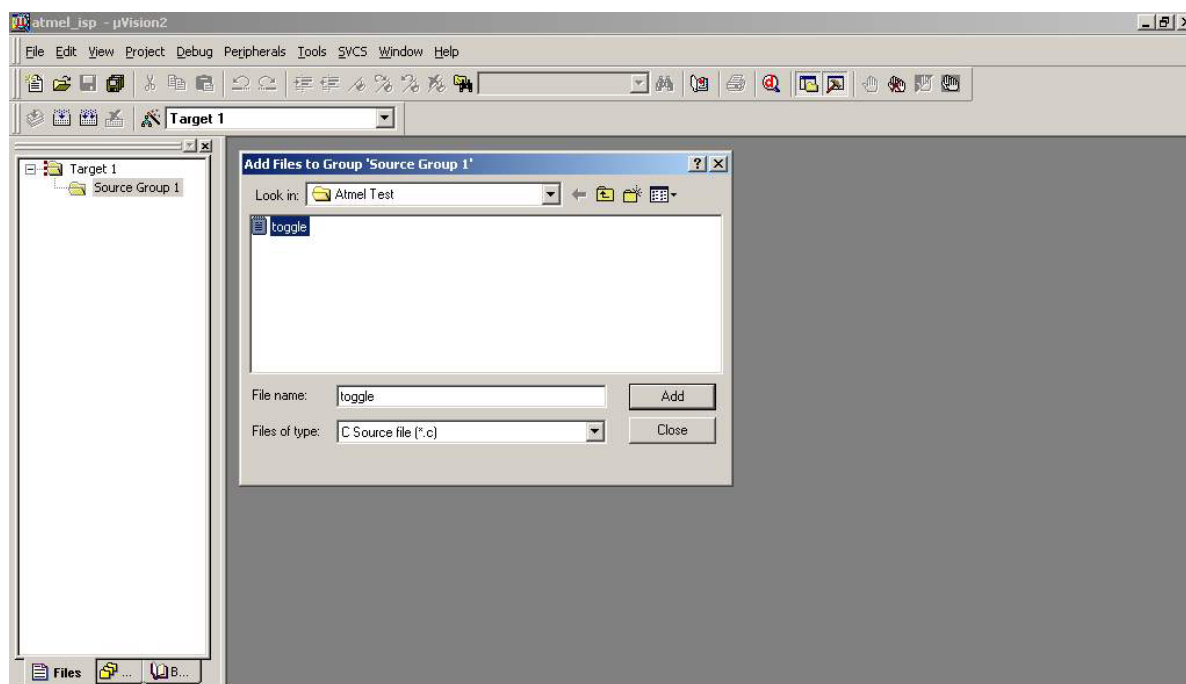 atmel_isp - µVision2
File Edit View Project Debug Peripherals Tools SVCS Window Help
Target 1
Target 1
Source Group 1
Add Files to Group 'Source Group 1'
Look in: Atmel Test
toggle
File name: toggle Add
Files of type: C Source file (*.c) Close
Files ... B...